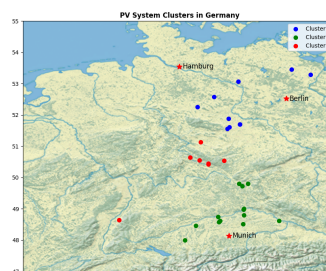 PV System Clusters in Germany
55
Cluster
Cluster
Cluster
54
Hamburg
53
Berlin
52
51
50
49
48
Munich
47